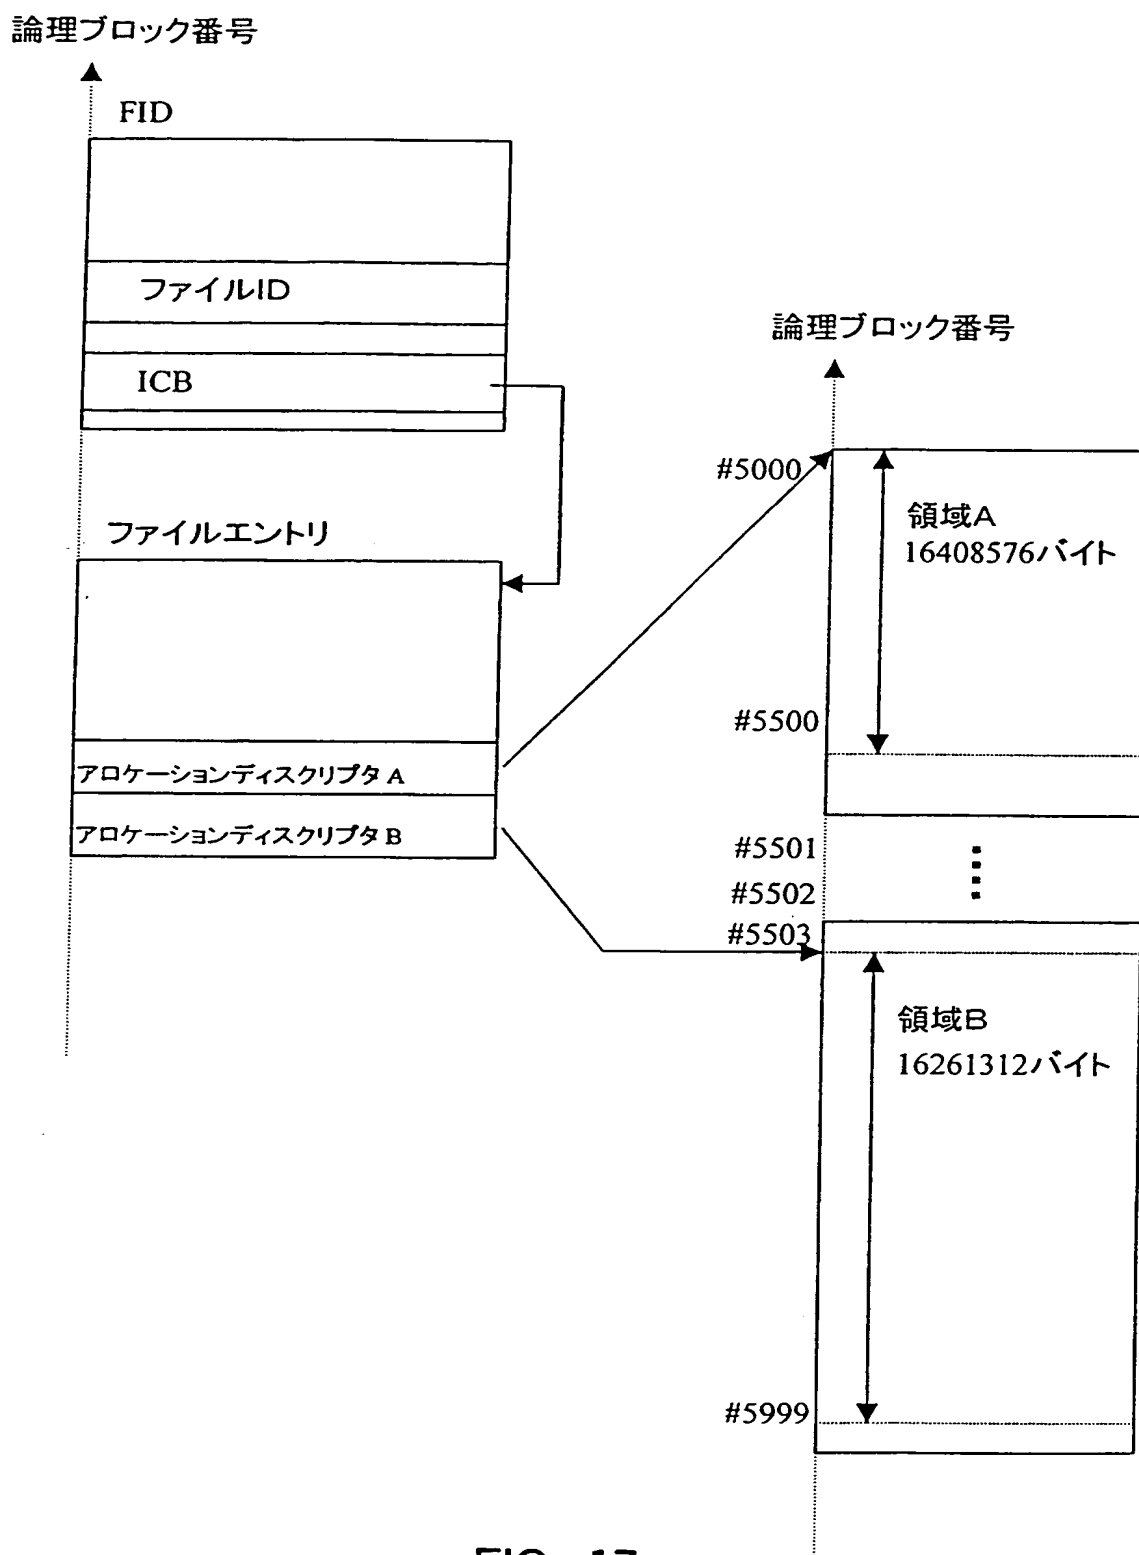 論理ブロック番号
FID
ファイルID
ICB
ファイルエントリ
アロケーションディスクリプタ A
アロケーションディスクリプタ B
論理ブロック番号
#5000
領域A
16408576バイト
#5500
#5501
#5502
#5503
領域B
16261312バイト
#5999